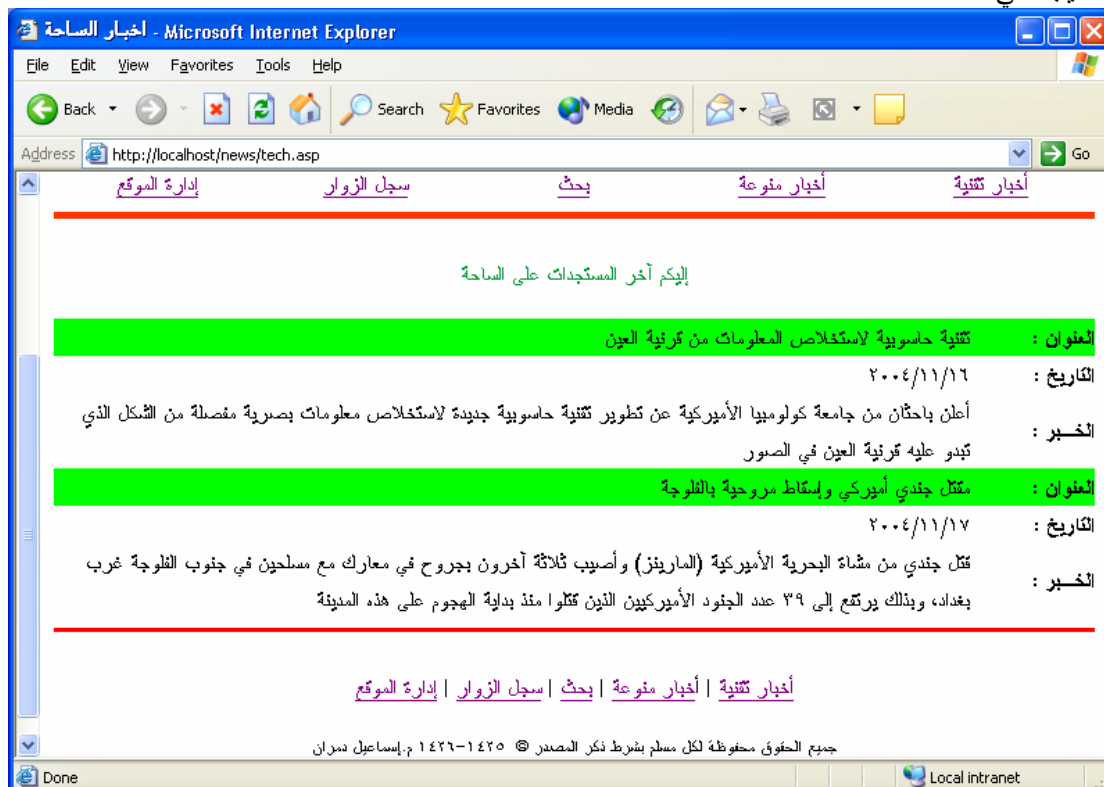 اخبار الساحة - Microsoft Internet Explorer
File Edit View Favorites Tools Help
Back Search Favorites Media
Address http://localhost/news/tech.asp Go
أخبار تقنية أخبار منوعة بحث سجل الزوار إدارة الموقع
إليكم آخر المستجدات على الساحة
العنوان : تقنية حاسوبية لاستخلاص المعلومات من قرنية العين
التاريخ : ٢٠٠٤/١١/١٦
الخـــبر : أعلن باحثان من جامعة كولومبيا الأميركية عن تطوير تقنية حاسوبية جديدة لاستخلاص معلومات بصرية مفصلة من الشكل الذي
تبدو عليه قرنية العين في الصور
العنوان : مقتل جندي أميركي وإسقاط مروحية بالفلوجة
التاريخ : ٢٠٠٤/١١/١٧
الخـــبر : قتل جندي من مشاة البحرية الأميركية (المارينز) وأصيب ثلاثة آخرون بجروح في معارك مع مسلحين في جنوب الفلوجة غرب
بغداد، وبذلك يرتفع إلى ٣٩ عدد الجنود الأميركيين الذين قتلوا منذ بداية الهجوم على هذه المدينة
أخبار تقنية | أخبار منوعة | بحث | سجل الزوار | إدارة الموقع
جميع الحقوق محفوظة لكل مسلم بشرط ذكر المصدر © ١٤٢٥-١٤٢٦ م.إسماعيل دمران
Done Local intranet